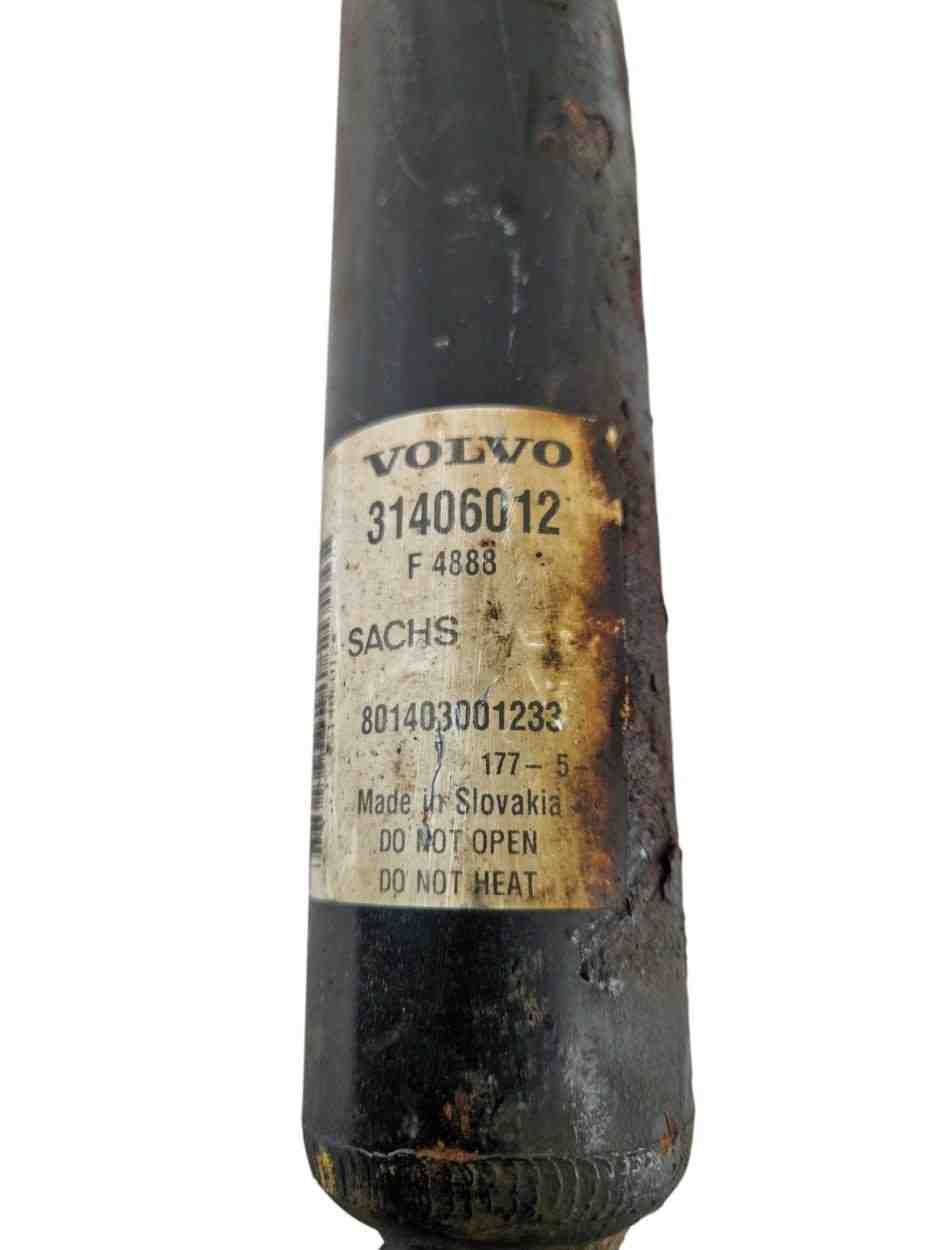 VOLVO
31406012
F 4888
SACHS
801403001233
177- 5-
Made in Slovakia
DO NOT OPEN
DO NOT HEAT